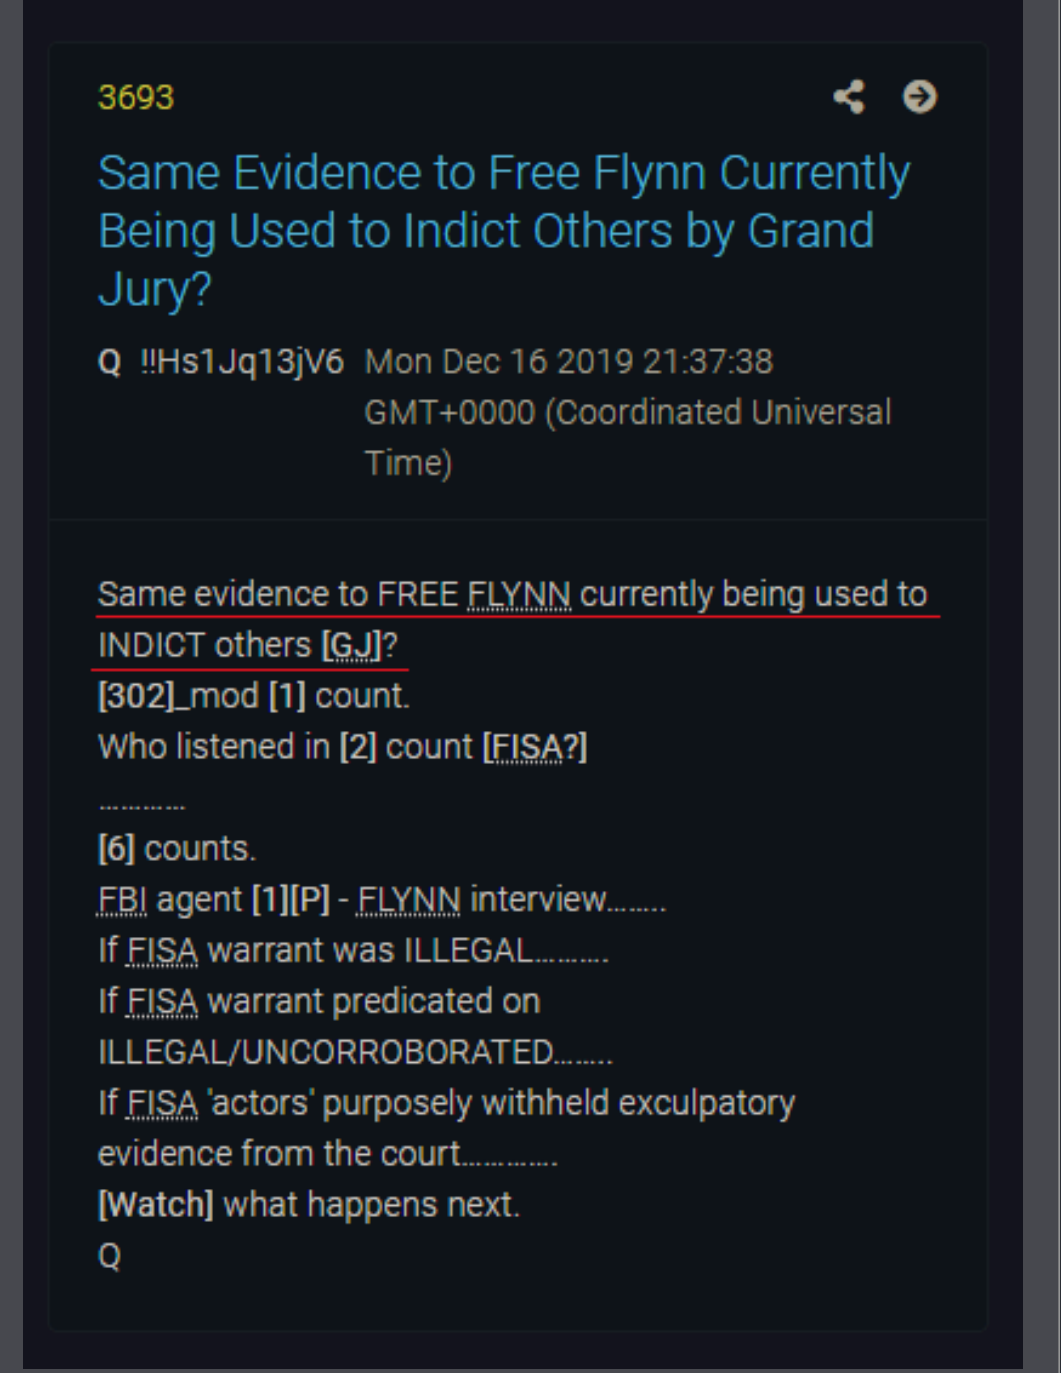 3693
Same Evidence to Free Flynn Currently
Being Used to Indict Others by Grand
Jury?
Q !!Hs1Jq13jV6 Mon Dec 16 2019 21:37:38
GMT+0000 (Coordinated Universal
Time)
Same evidence to FREE FLYNN currently being used to
INDICT others [GJ]?
[302]_mod [1] count.
Who listened in [2] count [FISA?]
…………
[6] counts.
FBI agent [1][P] - FLYNN interview……..
If FISA warrant was ILLEGAL……….
If FISA warrant predicated on
ILLEGAL/UNCORROBORATED……..
If FISA 'actors' purposely withheld exculpatory
evidence from the court………….
[Watch] what happens next.
Q